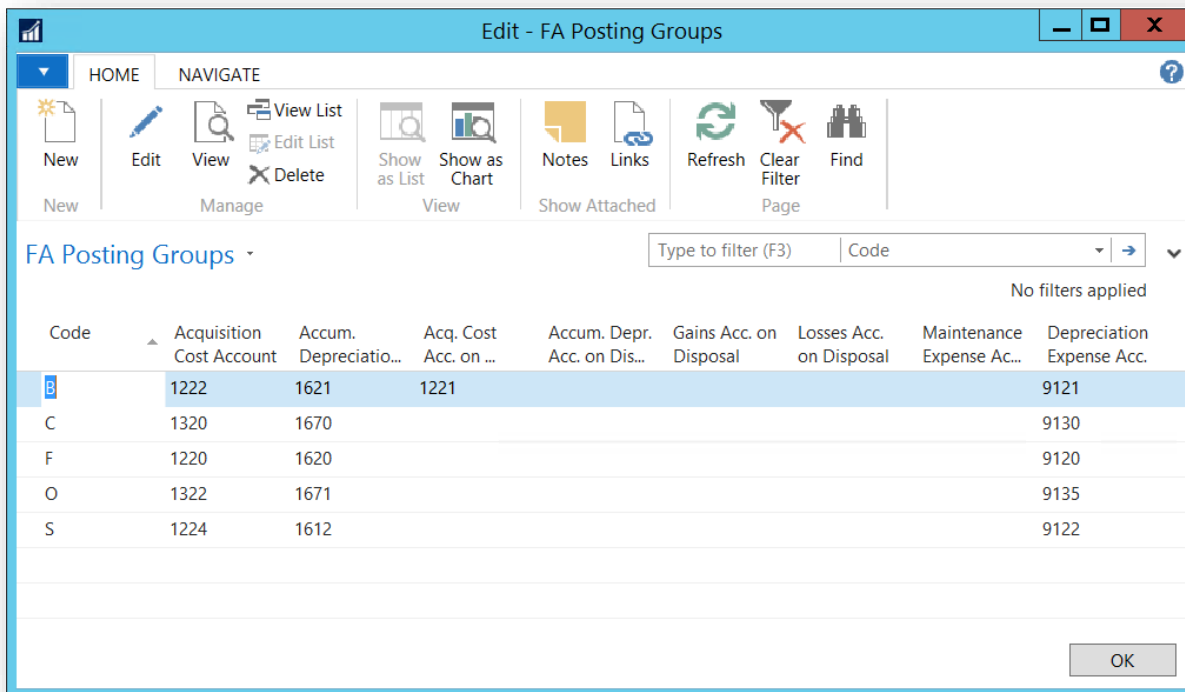 Edit - FA Posting Groups
X
HOME NAVIGATE ?
New Edit View View List Edit List Delete Show as List Show as Chart Notes Links Refresh Clear Filter Find
New Manage View Show Attached Page
FA Posting Groups Type to filter (F3) Code
No filters applied
Code Acquisition Cost Account Accum. Depreciatio... Acq. Cost Acc. on ... Accum. Depr. Acc. on Dis... Gains Acc. on Disposal Losses Acc. on Disposal Maintenance Expense Ac... Depreciation Expense Acc.
B 1222 1621 1221 9121
C 1320 1670 9130
F 1220 1620 9120
O 1322 1671 9135
S 1224 1612 9122
OK